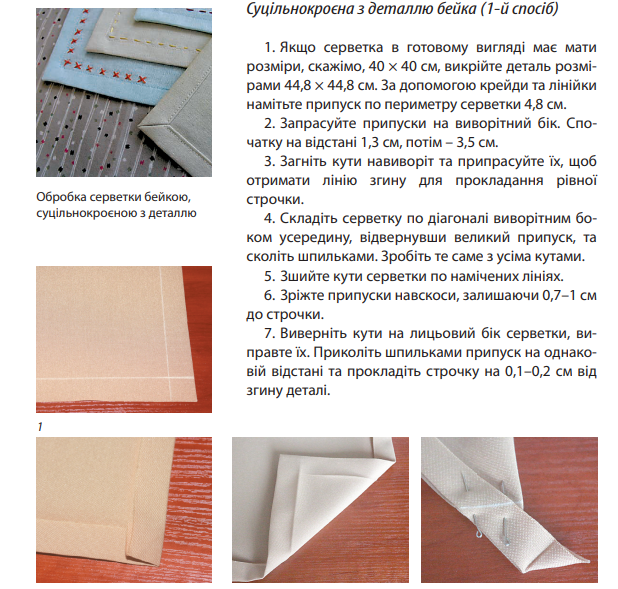 Суцільнокроєна з деталлю бейка (1-й спосіб)
1. Якщо серветка в готовому вигляді має мати
розміри, скажімо, 40 × 40 см, викрійте деталь розмі-
рами 44,8 × 44,8 см. За допомогою крейди та лінійки
намітьте припуск по периметру серветки 4,8 см.
2. Запрасуйте припуски на виворітний бік. Спо-
чатку на відстані 1,3 см, потім – 3,5 см.
3. Загніть кути навиворіт та припрасуйте їх, щоб
отримати лінію згину для прокладання рівної
строчки.
4. Складіть серветку по діагоналі виворітним бо-
ком усередину, відвернувши великий припуск, та
сколіть шпильками. Зробіть те саме з усіма кутами.
5. Зшийте кути серветки по намічених лініях.
6. Зріжте припуски навскоси, залишаючи 0,7–1 см
до строчки.
7. Виверніть кути на лицьовий бік серветки, ви-
правте їх. Приколіть шпильками припуск на однако-
вій відстані та прокладіть строчку на 0,1–0,2 см від
згину деталі.
Обробка серветки бейкою,
суцільнокроєною з деталлю
1